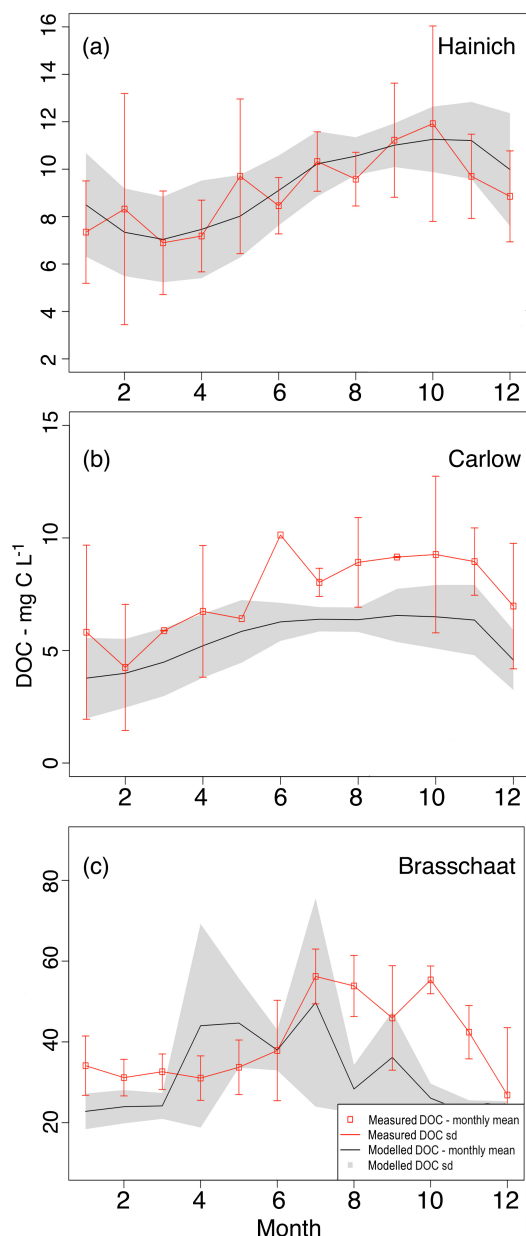 (a) Hainich
16
14
12
10
8
6
4
2
2 4 6 8 10 12
(b) Carlow
15
10
5
0
DOC - mg C L-1
2 4 6 8 10 12
(c) Brasschaat
80
60
40
20
Measured DOC - monthly mean
Measured DOC sd
Modelled DOC - monthly mean
Modelled DOC sd
2 4 6 8 10 12
Month